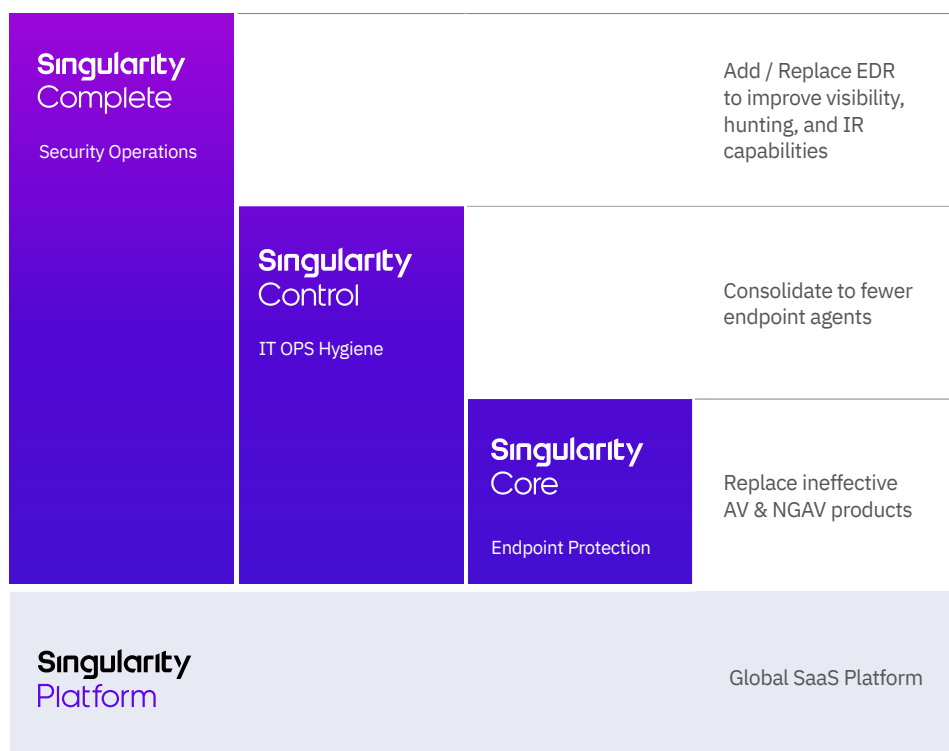 Singularity
Complete
Security Operations
Add / Replace EDR
to improve visibility,
hunting, and IR
capabilities
Singularity
Control
IT OPS Hygiene
Consolidate to fewer
endpoint agents
Singularity
Core
Endpoint Protection
Replace ineffective
AV & NGAV products
Singularity
Platform
Global SaaS Platform